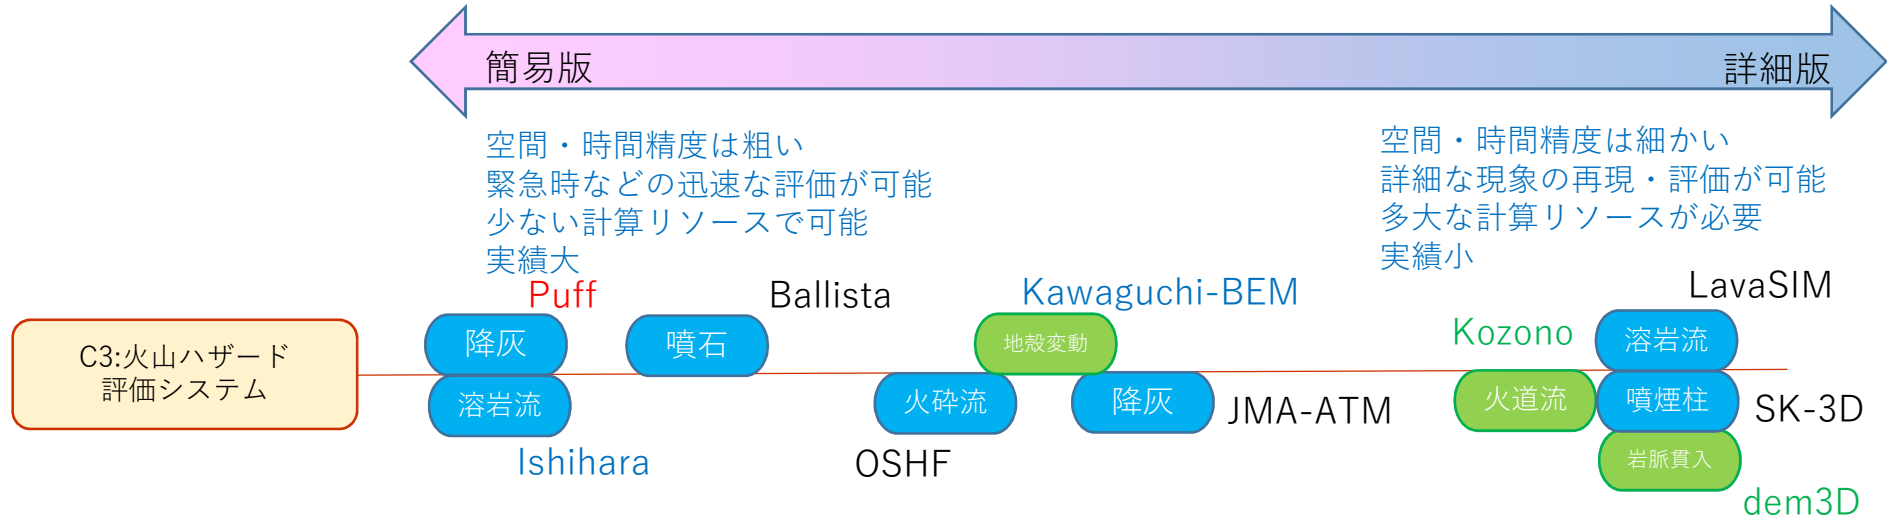 簡易版
詳細版
空間・時間精度は粗い
緊急時などの迅速な評価が可能
少ない計算リソースで可能
実績大
空間・時間精度は細かい
詳細な現象の再現・評価が可能
多大な計算リソースが必要
実績小
Puff
Ballista
Kawaguchi-BEM
LavaSIM
Kozono
C3:火山ハザード
評価システム
降灰
噴石
地殻変動
溶岩流
溶岩流
火砕流
降灰
JMA-ATM
火道流
噴煙柱
SK-3D
Ishihara
OSHF
岩脈貫入
dem3D